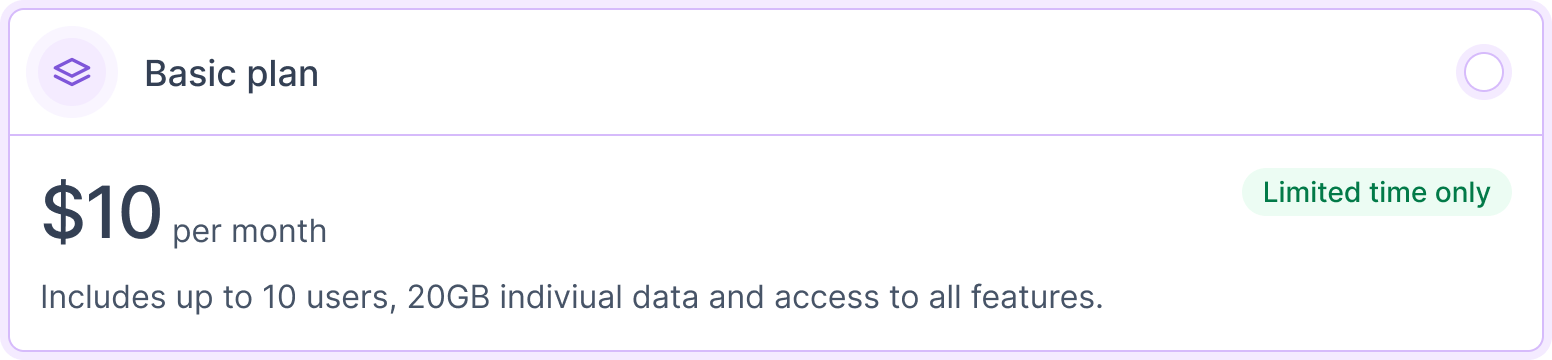 Basic plan
$10 per month
Limited time only
Includes up to 10 users, 20GB indiviual data and access to all features.